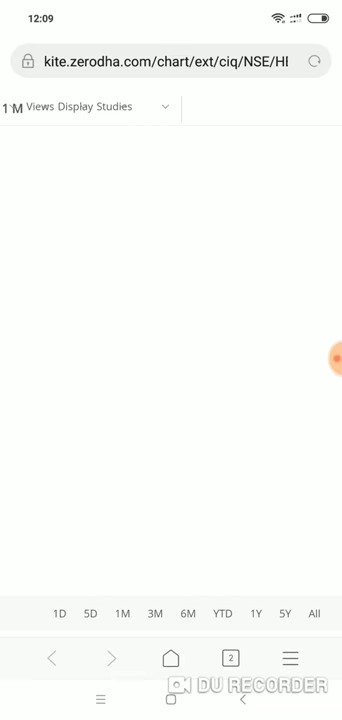 12:09
kite.zerodha.com/chart/ext/ciq/NSE/HI
1 M Views Display Studies
1D 5D 1M 3M 6M YTD 1Y 5Y All
2
DU RECORDER